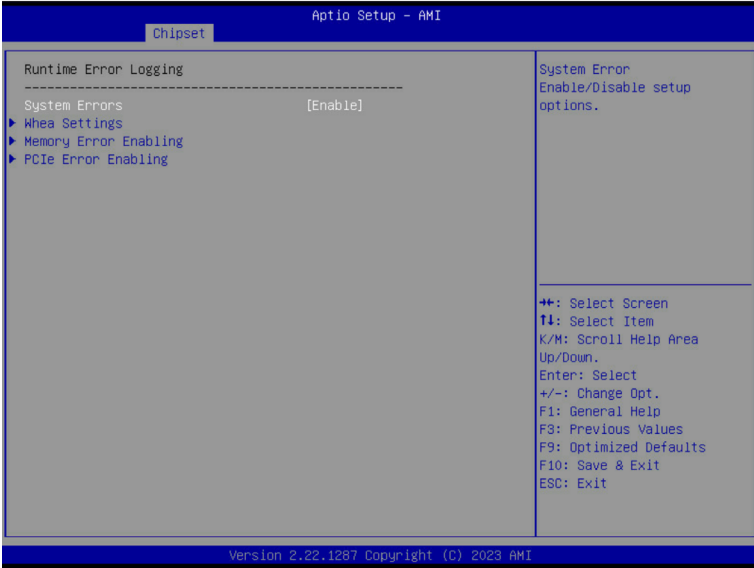 Aptio Setup - AMI
Chipset
Runtime Error Logging
--------------------------------------------------
System Errors [Enable]
Whea Settings
Memory Error Enabling
PCIe Error Enabling
System Error
Enable/Disable setup
options.
→←: Select Screen
↑↓: Select Item
K/M: Scroll Help Area
Up/Down.
Enter: Select
+/-: Change Opt.
F1: General Help
F3: Previous Values
F9: Optimized Defaults
F10: Save & Exit
ESC: Exit
Version 2.22.1287 Copyright (C) 2023 AMI